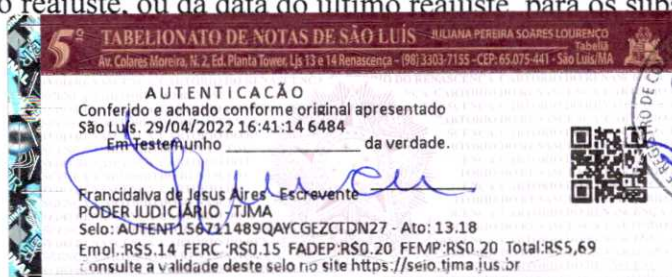 o reajuste, ou da data do último reajuste, para os sub
5º TABELIONATO DE NOTAS DE SÃO LUÍS JULIANA PEREIRA SOARES LOURENÇO
Tabeliã
Av. Colares Moreira, N. 2, Ed. Planta Tower, Ljs 13 e 14 Renascença - (98) 3303-7155 - CEP: 65.075-441 - São Luís/MA
AUTENTICAÇÃO
Conferido e achado conforme original apresentado
São Luís. 29/04/2022 16:41:14 6484
Em Testemunho ____________ da verdade.
Francidalva de Jesus Aires Escrevente
PODER JUDICIÁRIO - TJMA
Selo: AUTENT156211489QAYCGEZCTDN27 - Ato: 13.18
Emol.:R$5.14 FERC :R$0.15 FADEP:R$0.20 FEMP:R$0.20 Total:R$5,69
Consulte a validade deste selo no site https://selo.tjma.jus.br